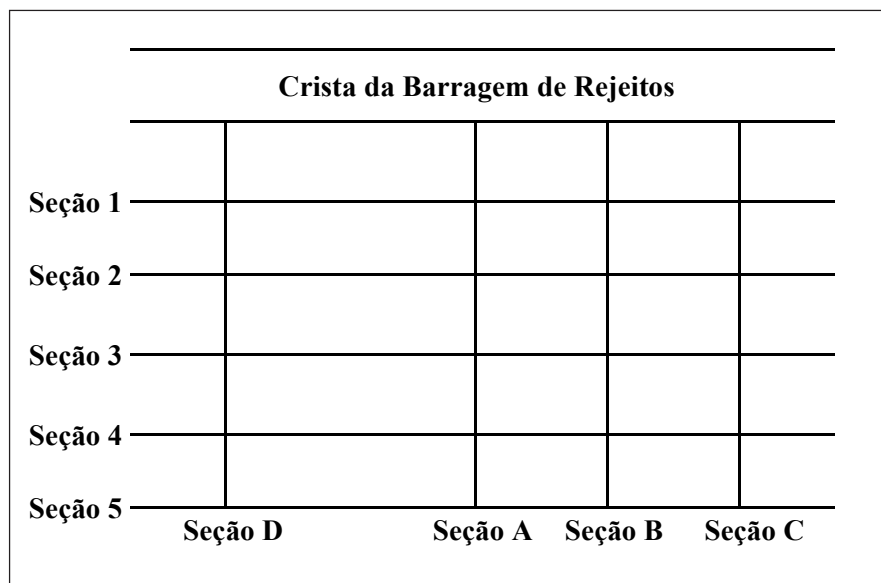 Crista da Barragem de Rejeitos
Seção 1
Seção 2
Seção 3
Seção 4
Seção 5
Seção D
Seção A
Seção B
Seção C